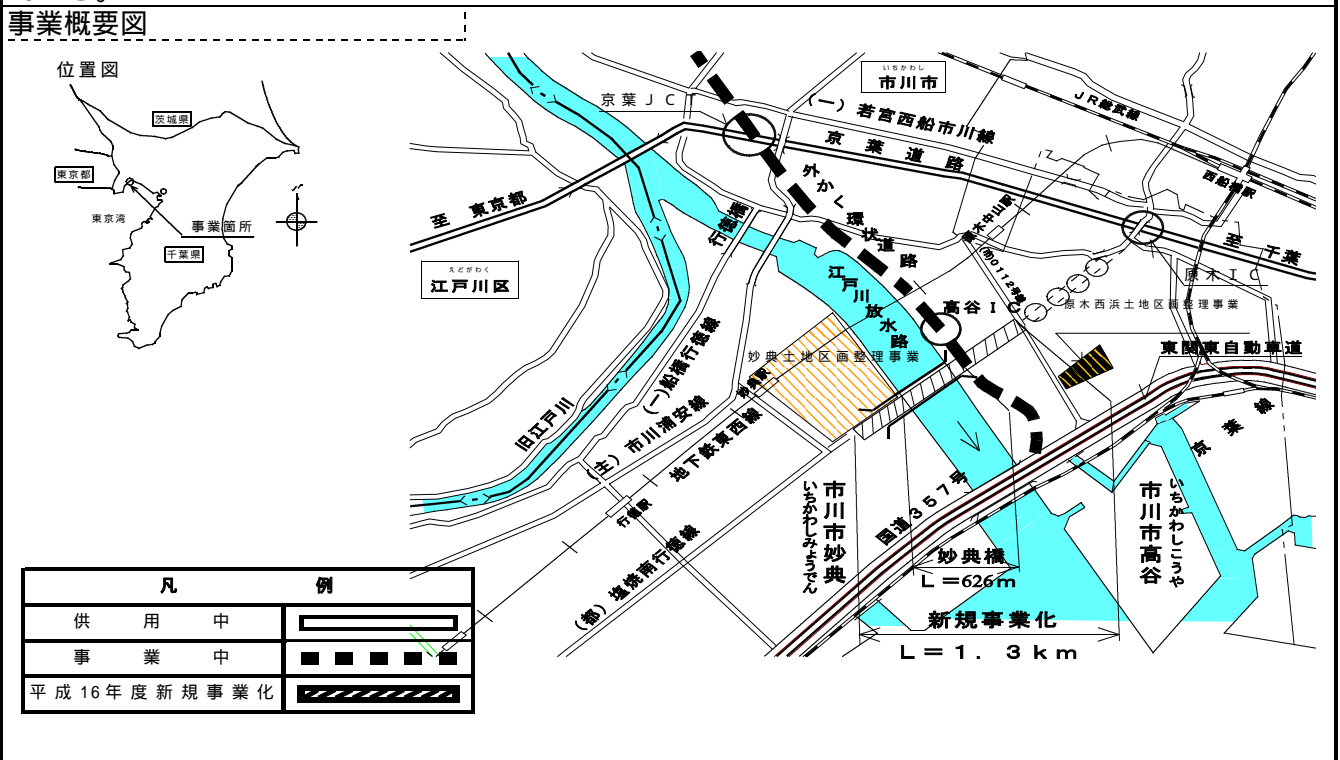 事業概要図
位置図
茨城県
東京都
東京湾
事業箇所
千葉県
いちかわし
市川市
京葉ＪＣＴ
(一)若宮西船市川線
ＪＲ総武線
京葉道路
西船橋駅
至 東京都
外かく環状道路
行徳橋
至 千葉
原木ＩＣ
えどがわく
江戸川区
江戸川放水路
(市)0112号線
高谷ＩＣ
原木西浜土地区画整理事業
妙典土地区画整理事業
東関東自動車道
妙典駅
(一)船橋行徳線
旧江戸川
(主)市川浦安線
地下鉄東西線
京葉線
行徳駅
国道３５７号
市川市妙典
いちかわしみょうでん
市川市高谷
いちかわしこうや
(都)塩焼南行徳線
妙典橋
Ｌ＝626ｍ
新規事業化
Ｌ＝１．３ｋｍ
凡例
供用中
事業中
平成16年度新規事業化